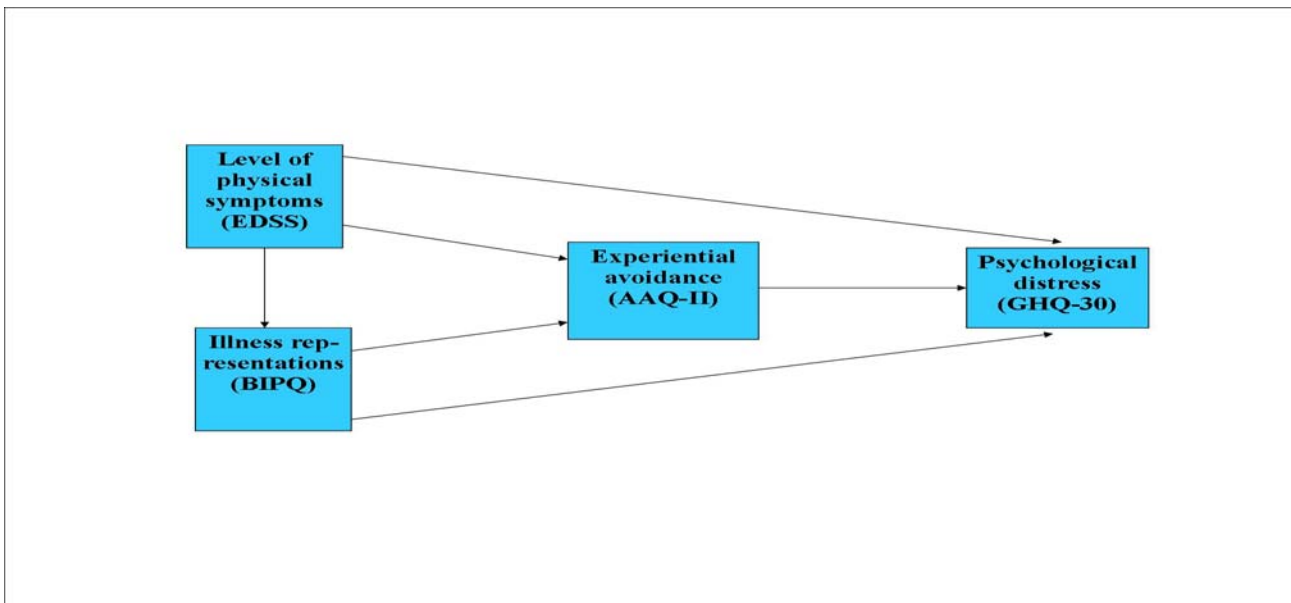 Level of
physical
symptoms
(EDSS)
Illness rep-
resentations
(BIPQ)
Experiential
avoidance
(AAQ-II)
Psychological
distress
(GHQ-30)